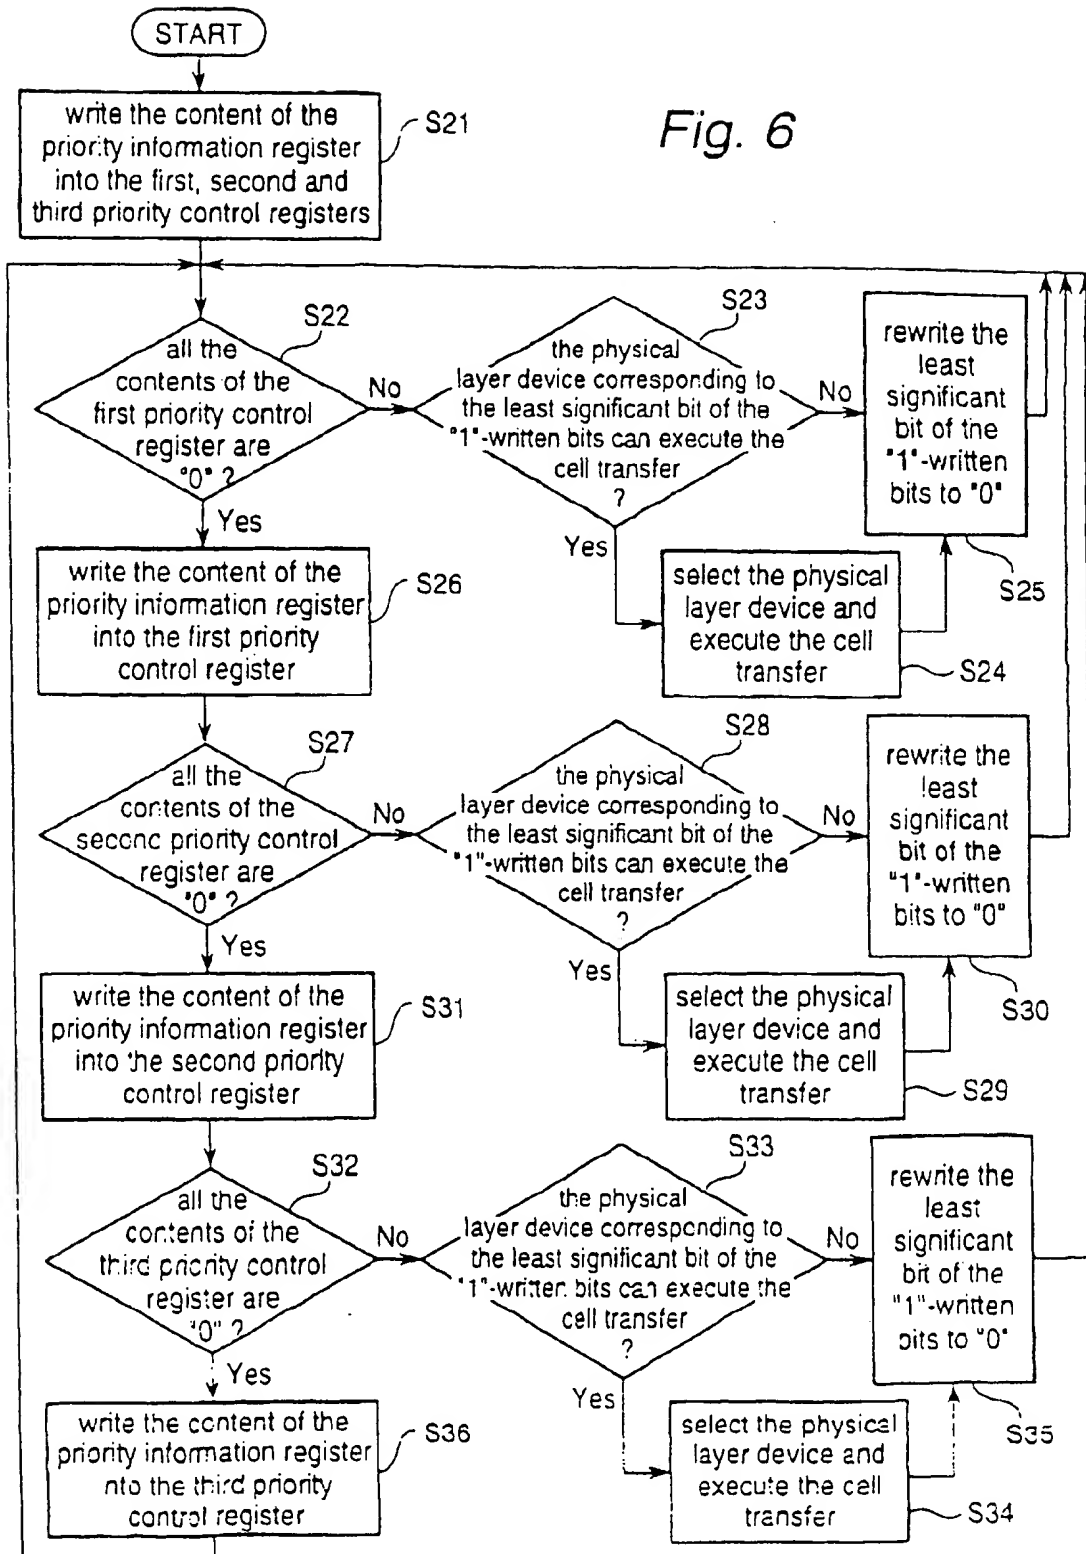 START
Fig. 6
write the content of the
priority information register
into the first, second and
third priority control registers
S21
S22
all the
contents of the
first priority control
register are
"0" ?
No
Yes
S23
the physical
layer device corresponding to
the least significant bit of the
"1"-written bits can execute the
cell transfer
?
No
Yes
rewrite the
least
significant
bit of the
"1"-written
bits to "0"
S25
select the physical
layer device and
execute the cell
transfer
S24
write the content of the
priority information register
into the first priority
control register
S26
S27
all the
contents of the
second priority control
register are
"0" ?
No
Yes
S28
the physical
layer device corresponding to
the least significant bit of the
"1"-written bits can execute the
cell transfer
?
No
Yes
rewrite the
least
significant
bit of the
"1"-written
bits to "0"
S30
select the physical
layer device and
execute the cell
transfer
S29
write the content of the
priority information register
into the second priority
control register
S31
S32
all the
contents of the
third priority control
register are
"0" ?
No
Yes
S33
the physical
layer device corresponding to
the least significant bit of the
"1"-written bits can execute the
cell transfer
?
No
Yes
rewrite the
least
significant
bit of the
"1"-written
bits to "0"
S35
select the physical
layer device and
execute the cell
transfer
S34
write the content of the
priority information register
nto the third priority
control register
S36